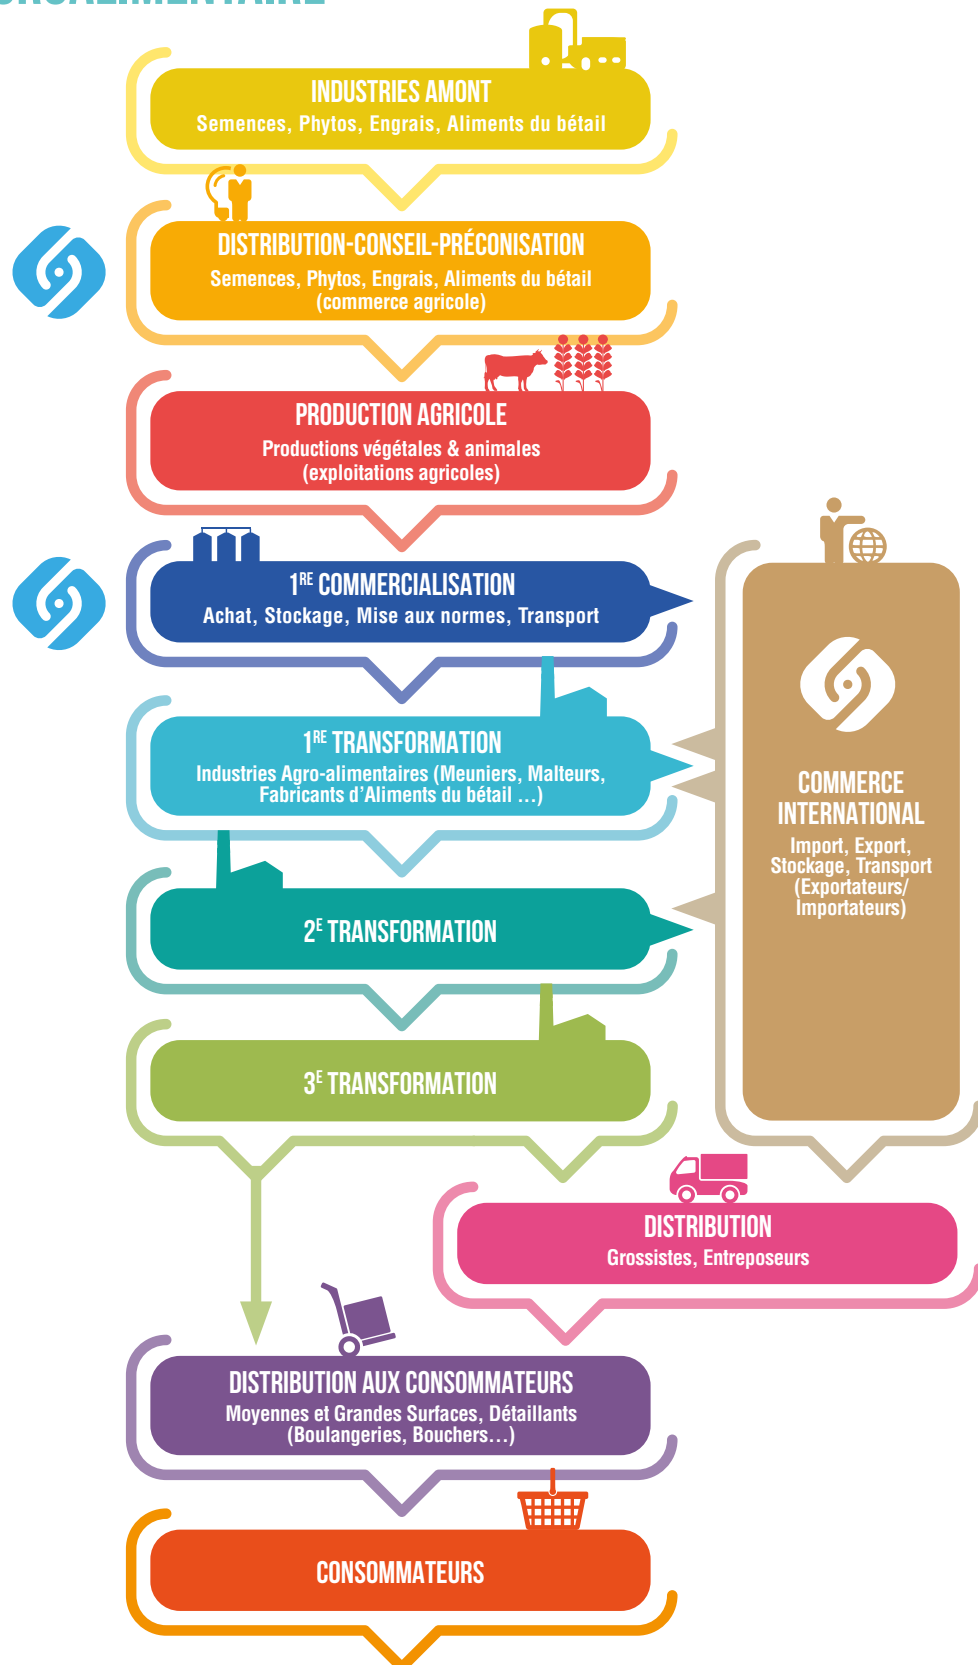 INDUSTRIES AMONT
Semences, Phytos, Engrais, Aliments du bétail
DISTRIBUTION-CONSEIL-PRÉCONISATION
Semences, Phytos, Engrais, Aliments du bétail
(commerce agricole)
PRODUCTION AGRICOLE
Productions végétales & animales
(exploitations agricoles)
1RE COMMERCIALISATION
Achat, Stockage, Mise aux normes, Transport
1RE TRANSFORMATION
Industries Agro-alimentaires (Meuniers, Malteurs,
Fabricants d'Aliments du bétail ...)
COMMERCE
INTERNATIONAL
Import, Export,
Stockage, Transport
(Exportateurs/
Importateurs)
2E TRANSFORMATION
3E TRANSFORMATION
DISTRIBUTION
Grossistes, Entreposeurs
DISTRIBUTION AUX CONSOMMATEURS
Moyennes et Grandes Surfaces, Détaillants
(Boulangeries, Bouchers...)
CONSOMMATEURS